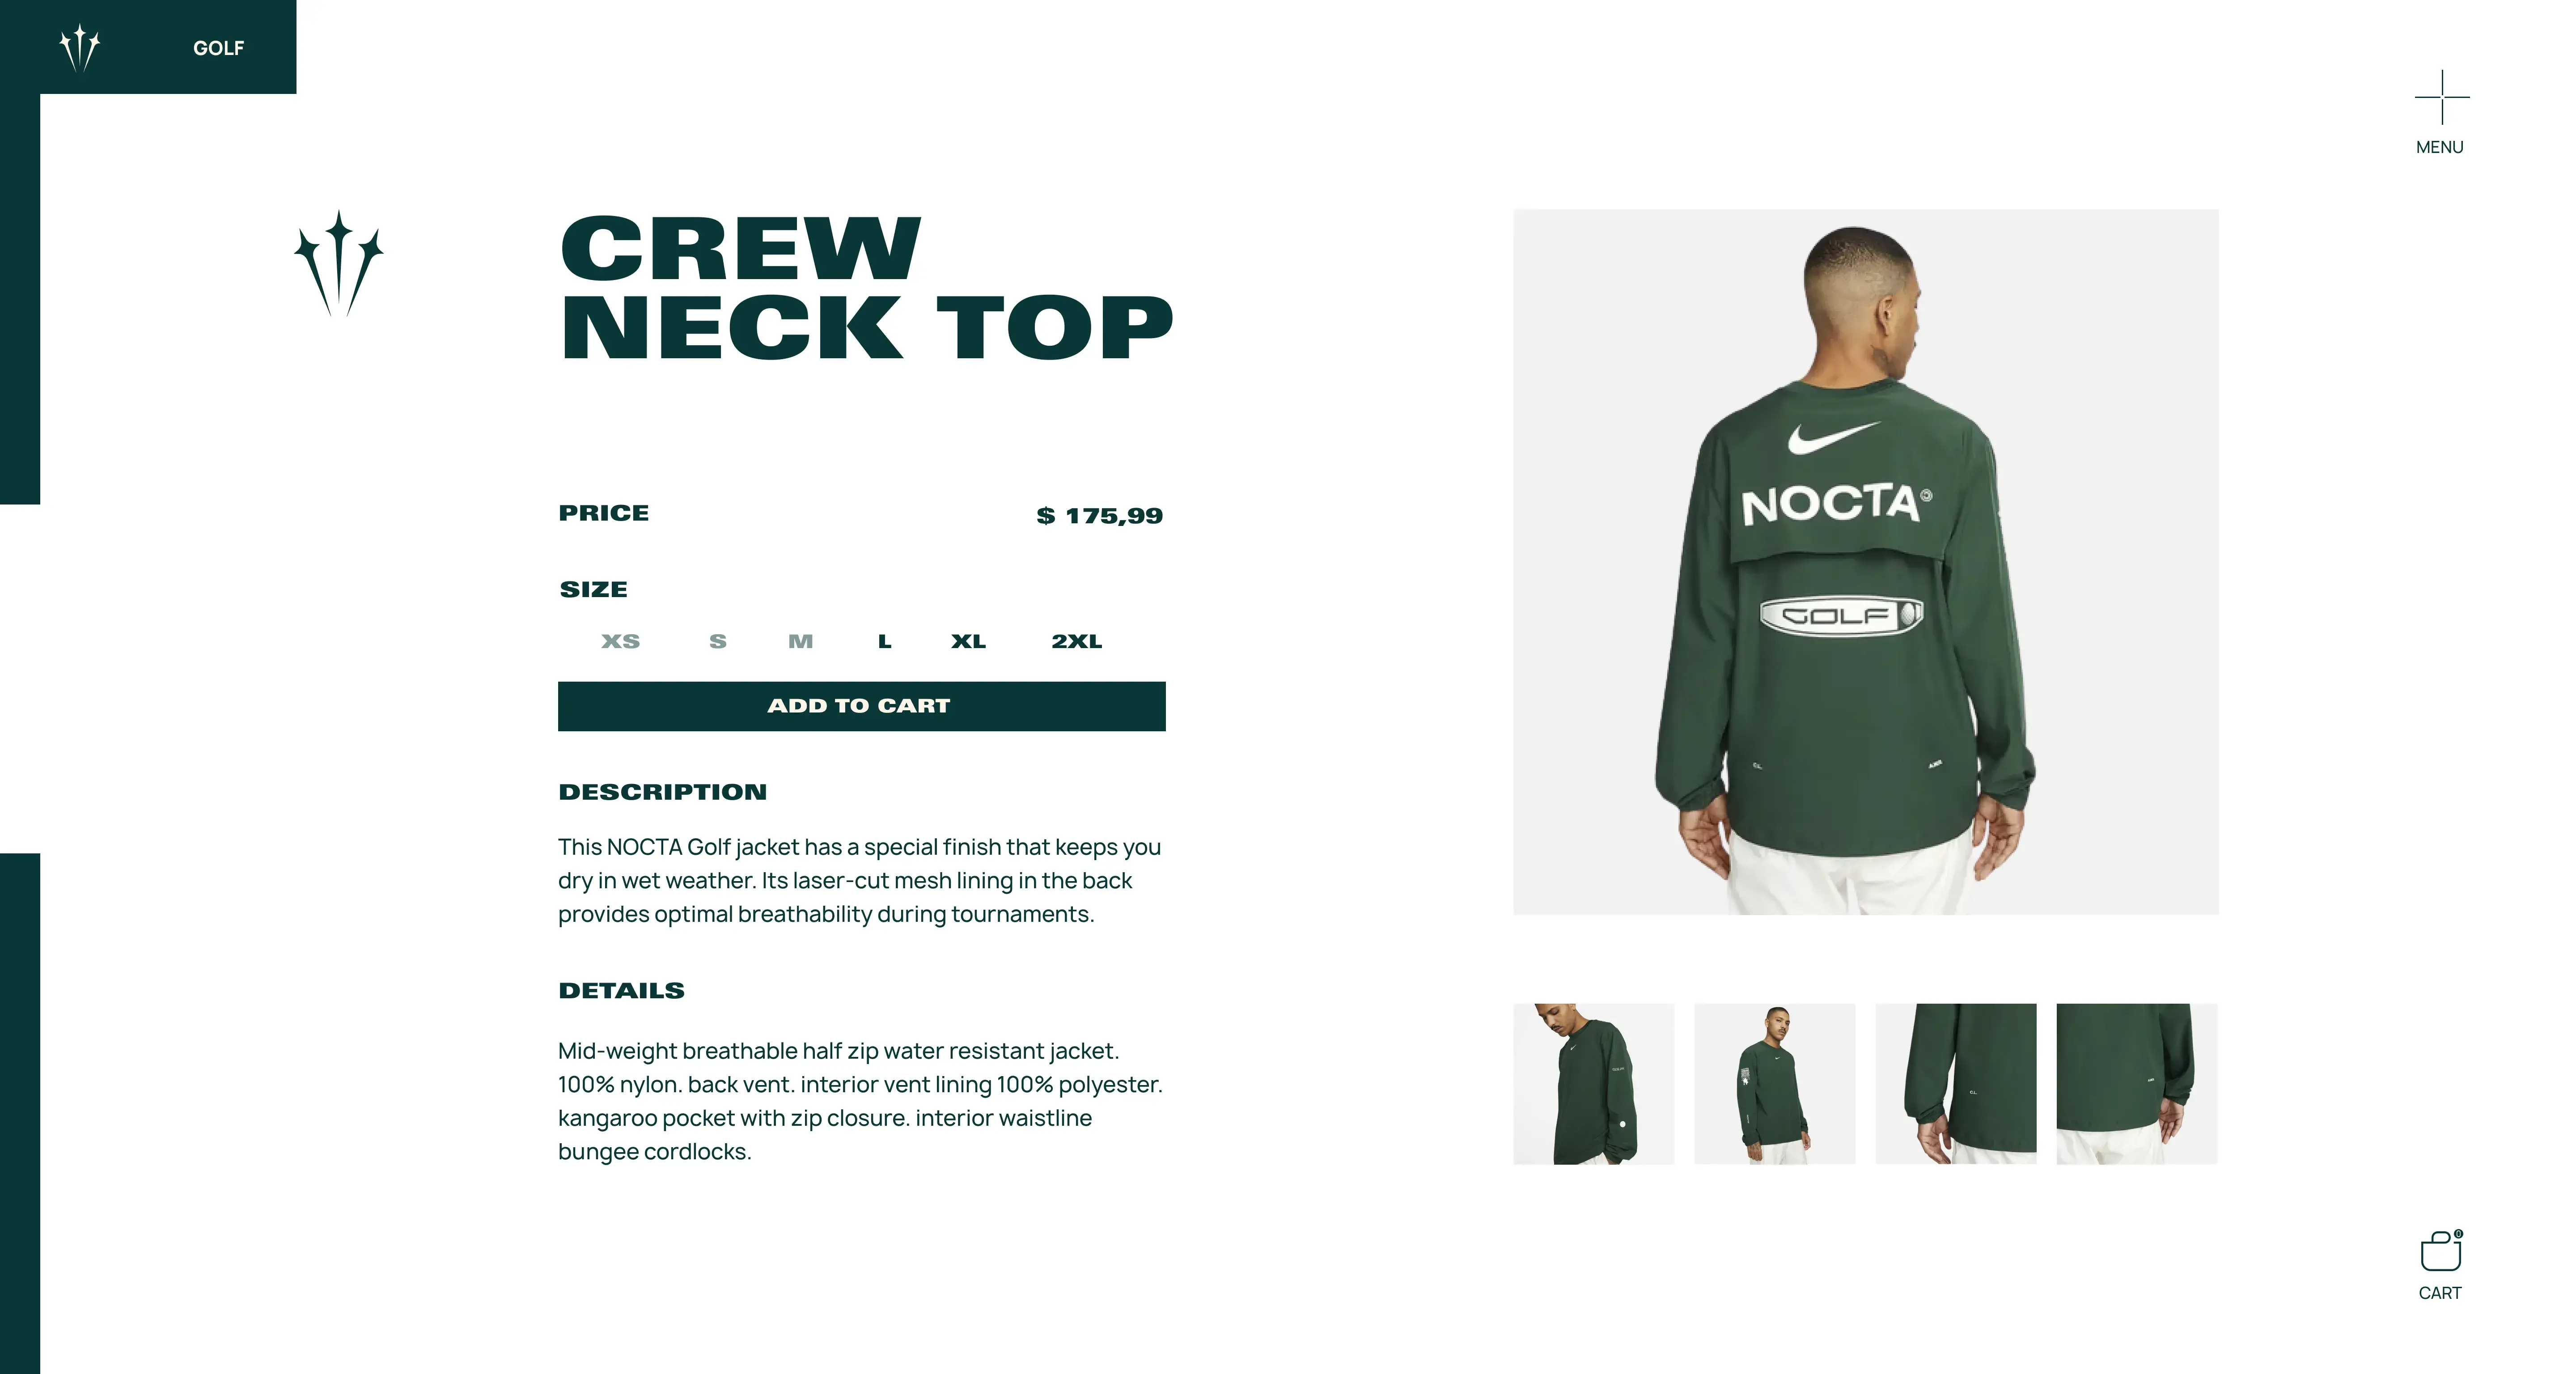 GOLF
MENU
CREW
NECK TOP
PRICE
$ 175,99
SIZE
XS S M L XL 2XL
ADD TO CART
DESCRIPTION
This NOCTA Golf jacket has a special finish that keeps you
dry in wet weather. Its laser-cut mesh lining in the back
provides optimal breathability during tournaments.
DETAILS
Mid-weight breathable half zip water resistant jacket.
100% nylon. back vent. interior vent lining 100% polyester.
kangaroo pocket with zip closure. interior waistline
bungee cordlocks.
NOCTA
GOLF
0
CART